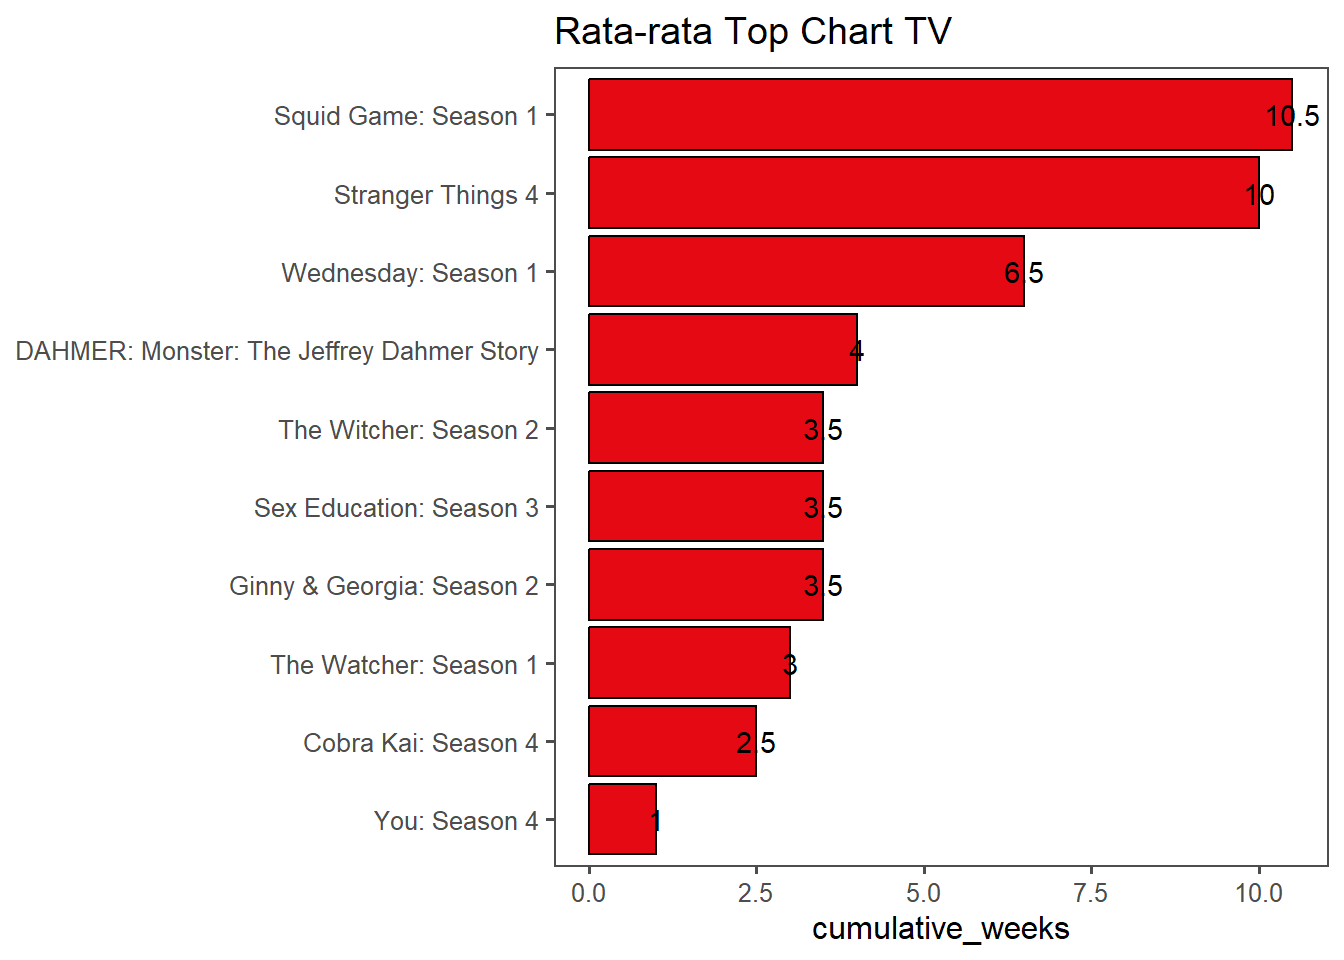 Rata-rata Top Chart TV
Squid Game: Season 1
10.5
Stranger Things 4
10
Wednesday: Season 1
6.5
DAHMER: Monster: The Jeffrey Dahmer Story
4
The Witcher: Season 2
3.5
Sex Education: Season 3
3.5
Ginny & Georgia: Season 2
3.5
The Watcher: Season 1
3
Cobra Kai: Season 4
2.5
You: Season 4
1
0.0 2.5 5.0 7.5 10.0
cumulative_weeks